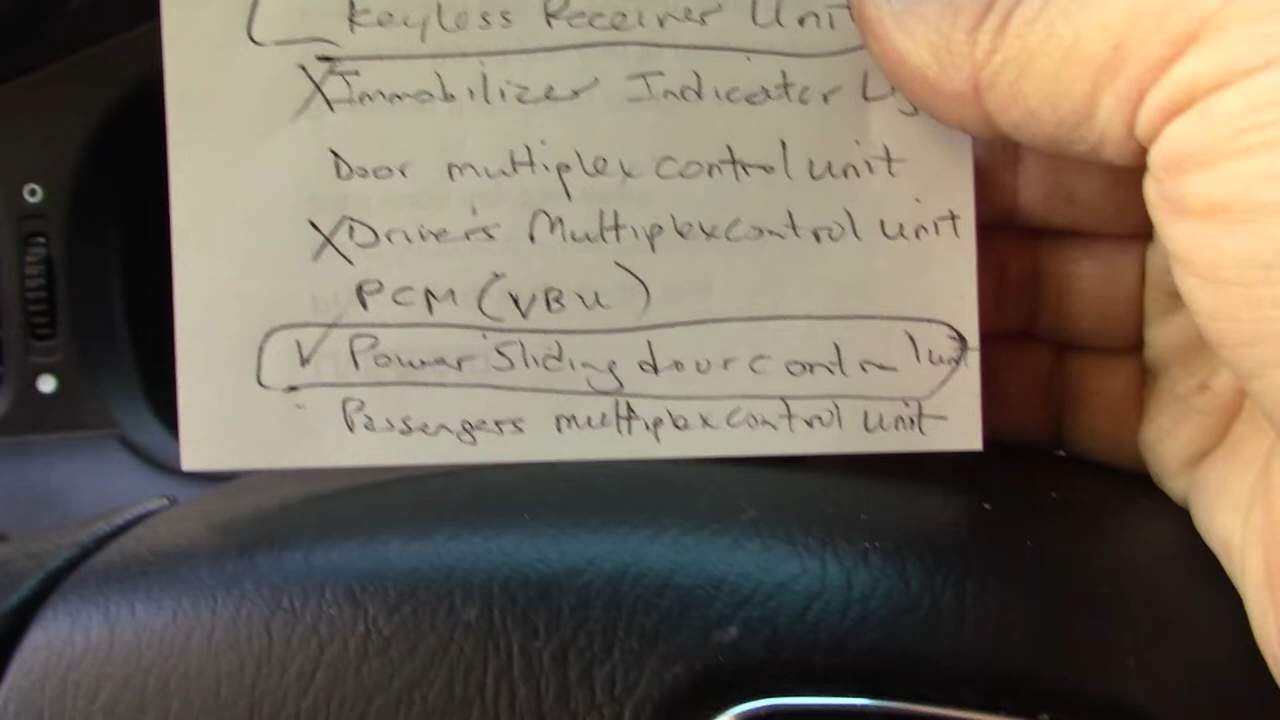 Keyless Receiver Unit
X Immobilizer Indicator
Door multiplex control unit
X Driver's Multiplex control unit
PCM (VBU)
✓ Power Sliding door control unit
Passengers multiplex control unit